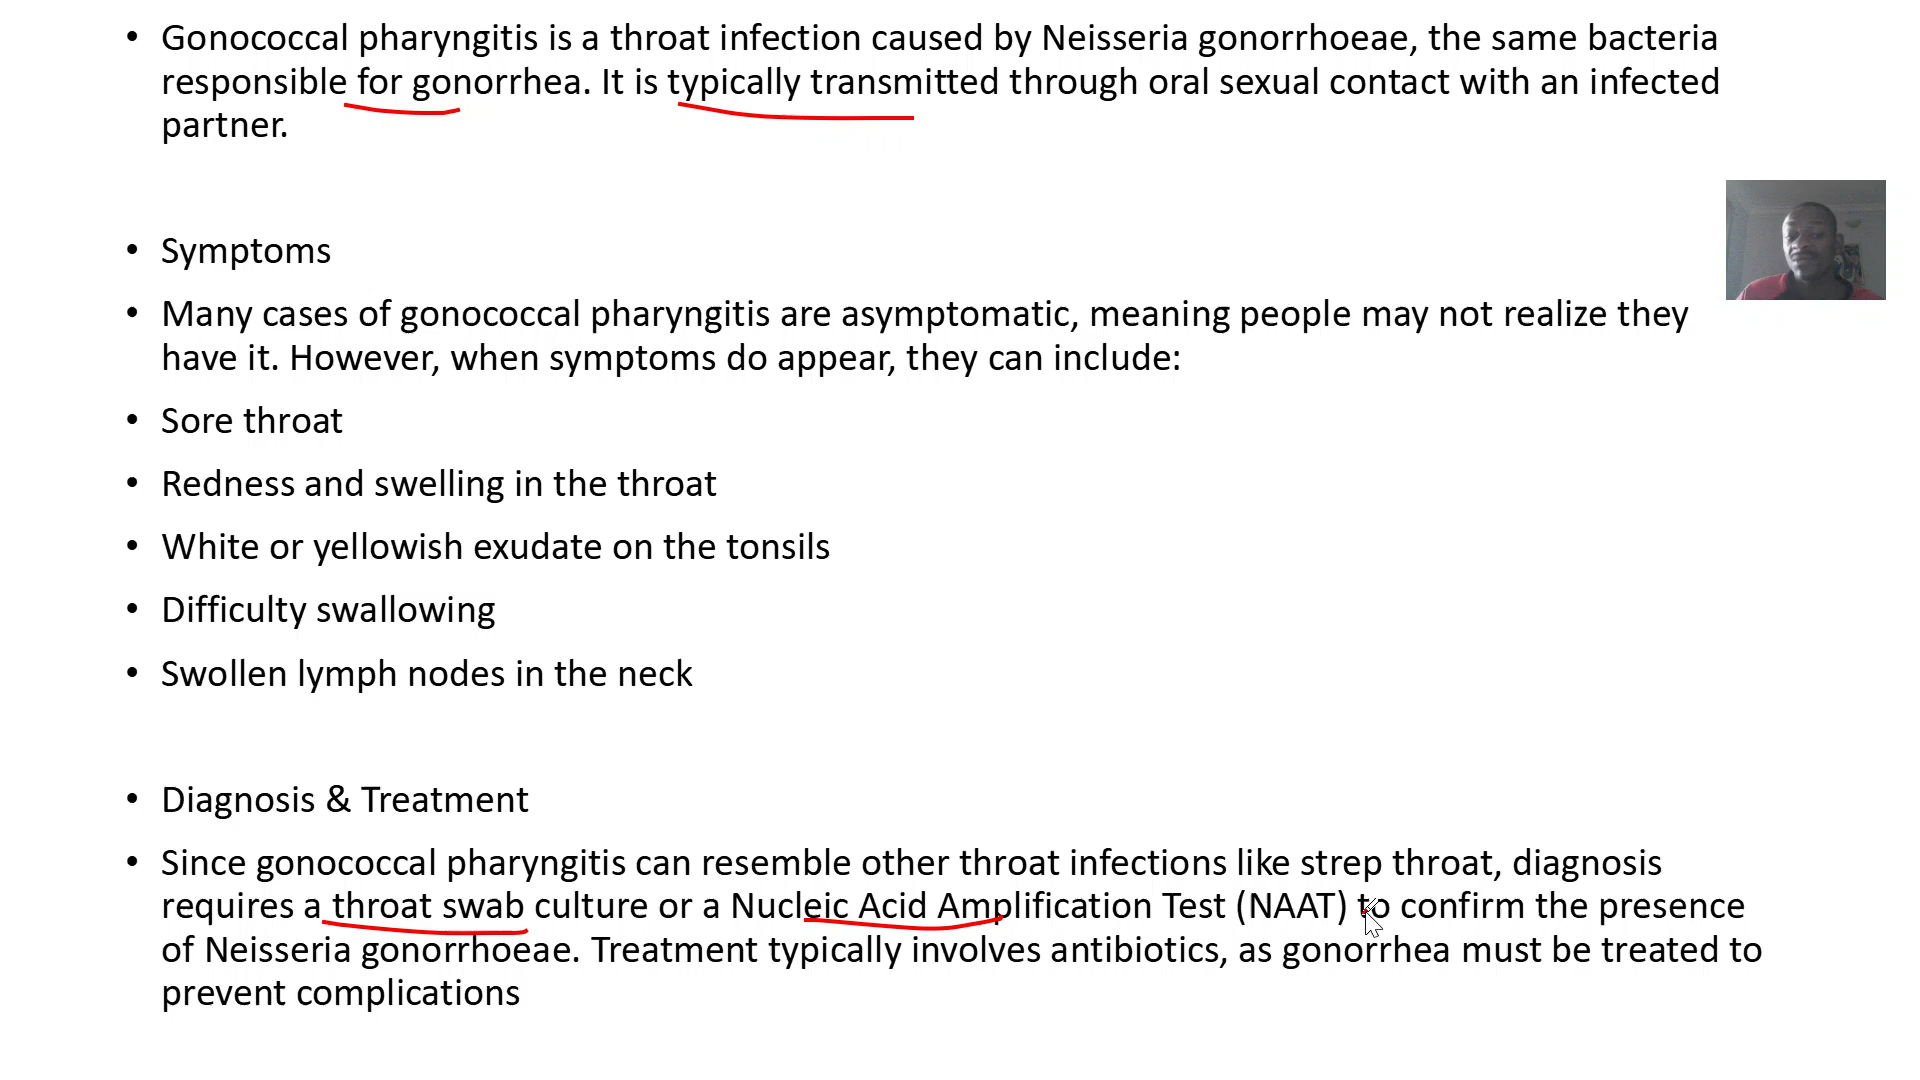 • Gonococcal pharyngitis is a throat infection caused by Neisseria gonorrhoeae, the same bacteria
responsible for gonorrhea. It is typically transmitted through oral sexual contact with an infected
partner.
• Symptoms
• Many cases of gonococcal pharyngitis are asymptomatic, meaning people may not realize they
have it. However, when symptoms do appear, they can include:
• Sore throat
• Redness and swelling in the throat
• White or yellowish exudate on the tonsils
• Difficulty swallowing
• Swollen lymph nodes in the neck
• Diagnosis & Treatment
• Since gonococcal pharyngitis can resemble other throat infections like strep throat, diagnosis
requires a throat swab culture or a Nucleic Acid Amplification Test (NAAT) to confirm the presence
of Neisseria gonorrhoeae. Treatment typically involves antibiotics, as gonorrhea must be treated to
prevent complications